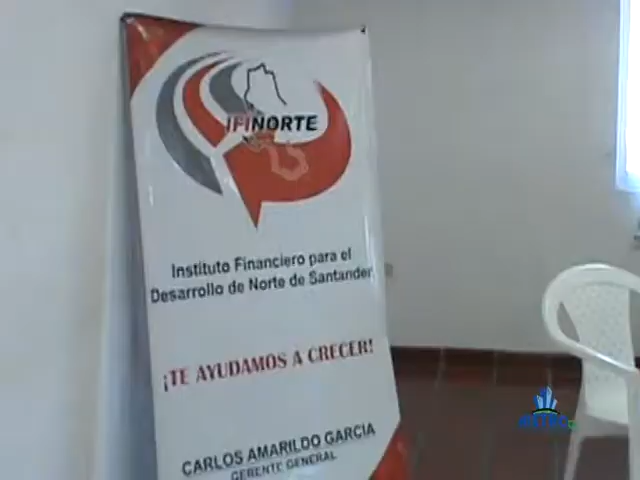 IFINORTE
Instituto Financiero para el
Desarrollo de Norte de Santander
¡TE AYUDAMOS A CRECER!
CARLOS AMARILDO GARCIA
GERENTE GENERAL